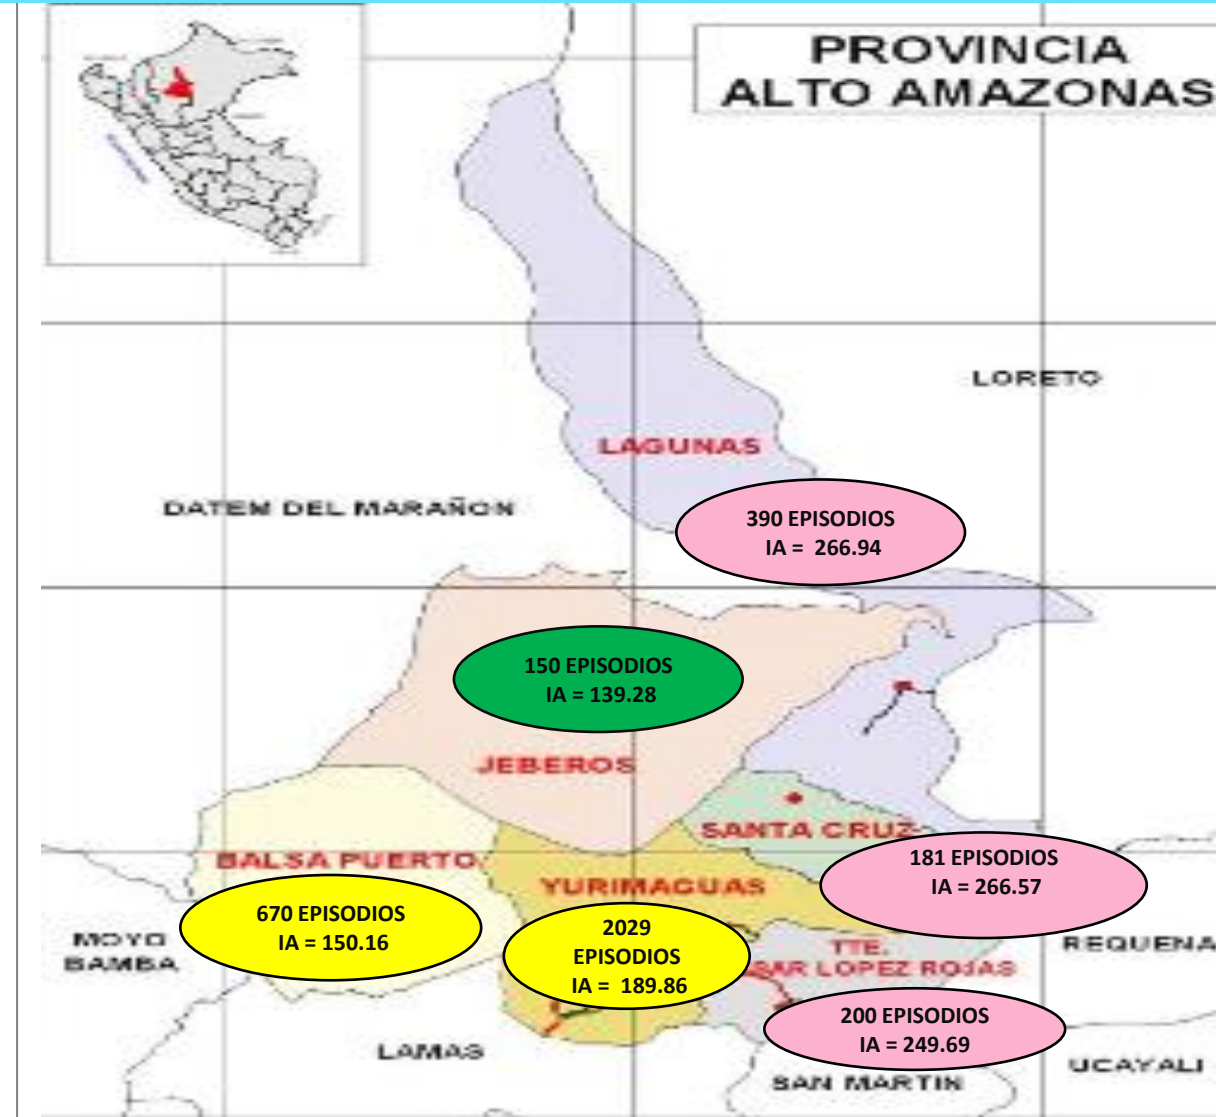 PROVINCIA
ALTO AMAZONAS
LORETO
LAGUNAS
DATEM DEL MARAÑON
390 EPISODIOS
IA = 266.94
150 EPISODIOS
IA = 139.28
JEBEROS
SANTA CRUZ
BALSA PUERTO
YURIMAGUAS
181 EPISODIOS
IA = 266.57
670 EPISODIOS
IA = 150.16
2029
EPISODIOS
IA = 189.86
MOYO
BAMBA
TTE.
SAR LOPEZ ROJAS
REQUENA
200 EPISODIOS
IA = 249.69
LAMAS
SAN MARTIN
UCAYALI